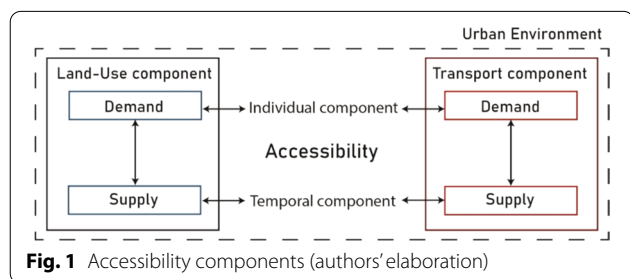 Urban Environment
Land-Use component
Transport component
Demand
Individual component
Demand
Accessibility
Supply
Temporal component
Supply
Fig. 1 Accessibility components (authors' elaboration)